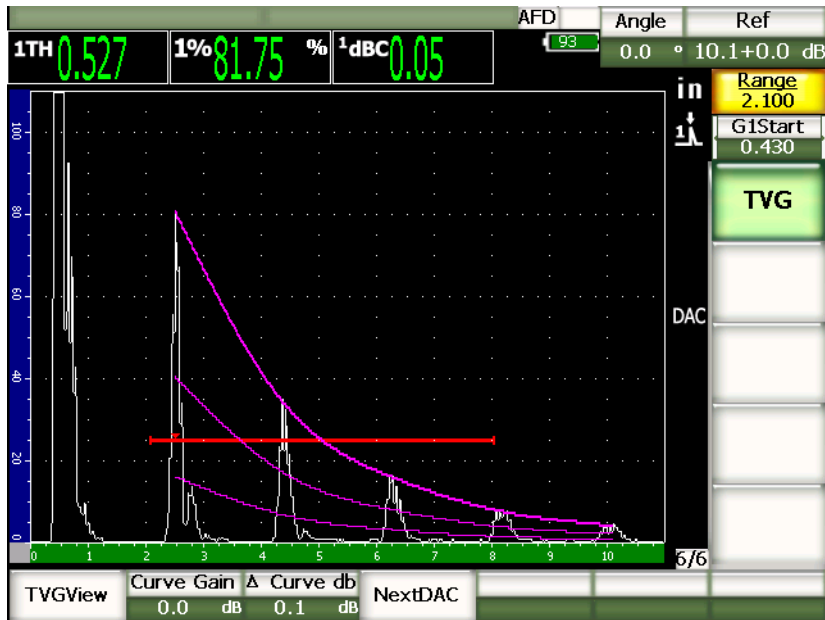 AFD
Angle Ref
93
0.0 ° 10.1+0.0 dB
1TH 0.527 1% 81.75 % 1dBC 0.05
in Range
2.100
1 G1Start
0.430
TVG
DAC
100
80
60
40
20
0
0 1 2 3 4 5 6 7 8 9 10
6/6
TVGView Curve Gain Δ Curve db NextDAC
0.0 dB 0.1 dB